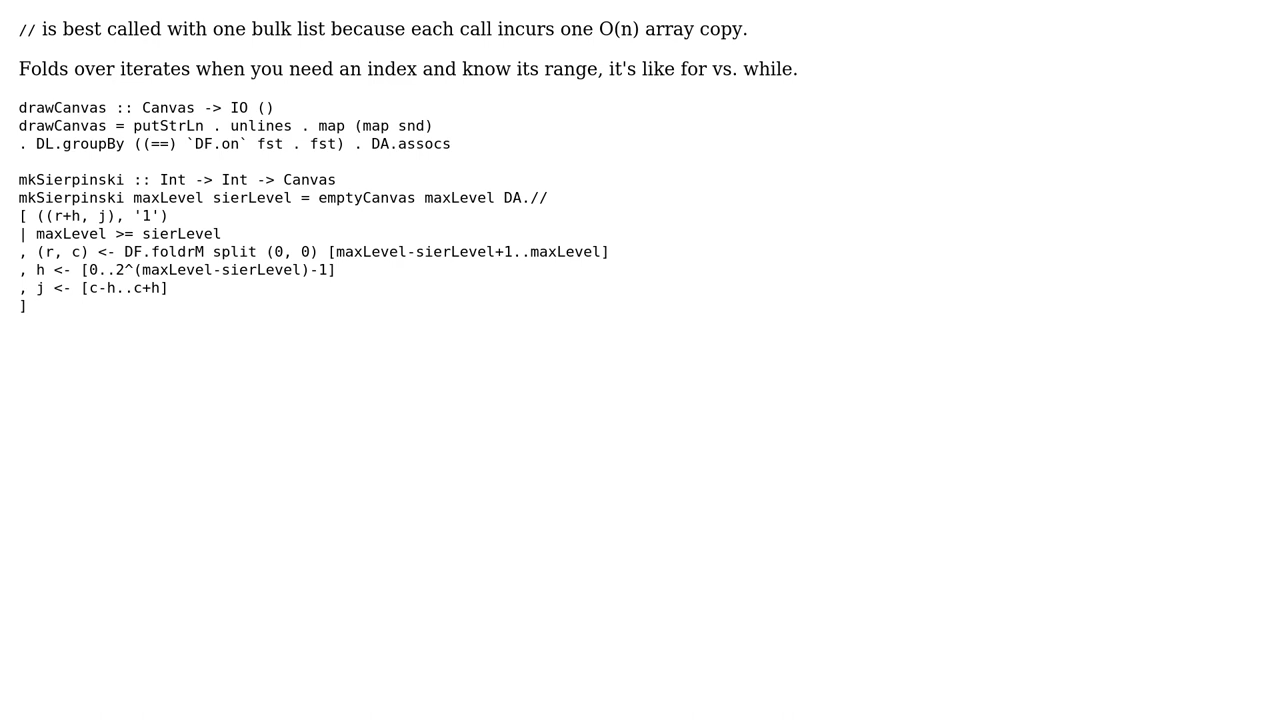 // is best called with one bulk list because each call incurs one O(n) array copy.
Folds over iterates when you need an index and know its range, it's like for vs. while.
drawCanvas :: Canvas -> IO ()
drawCanvas = putStrLn . unlines . map (map snd)
. DL.groupBy ((==) `DF.on` fst . fst) . DA.assocs
mkSierpinski :: Int -> Int -> Canvas
mkSierpinski maxLevel sierLevel = emptyCanvas maxLevel DA.//
[ ((r+h, j), '1')
| maxLevel >= sierLevel
, (r, c) <- DF.foldrM split (0, 0) [maxLevel-sierLevel+1..maxLevel]
, h <- [0..2^(maxLevel-sierLevel)-1]
, j <- [c-h..c+h]
]